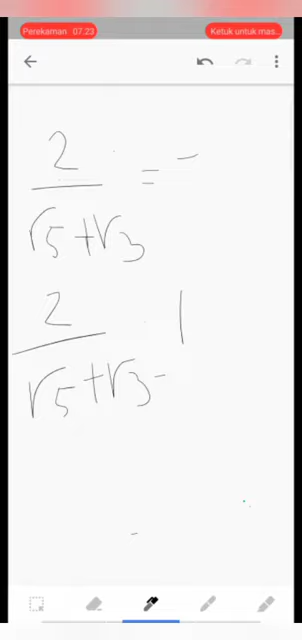 Perekaman 07:23 Ketuk untuk mas...
2
√5+√3 = -
2
√5+√3 - |